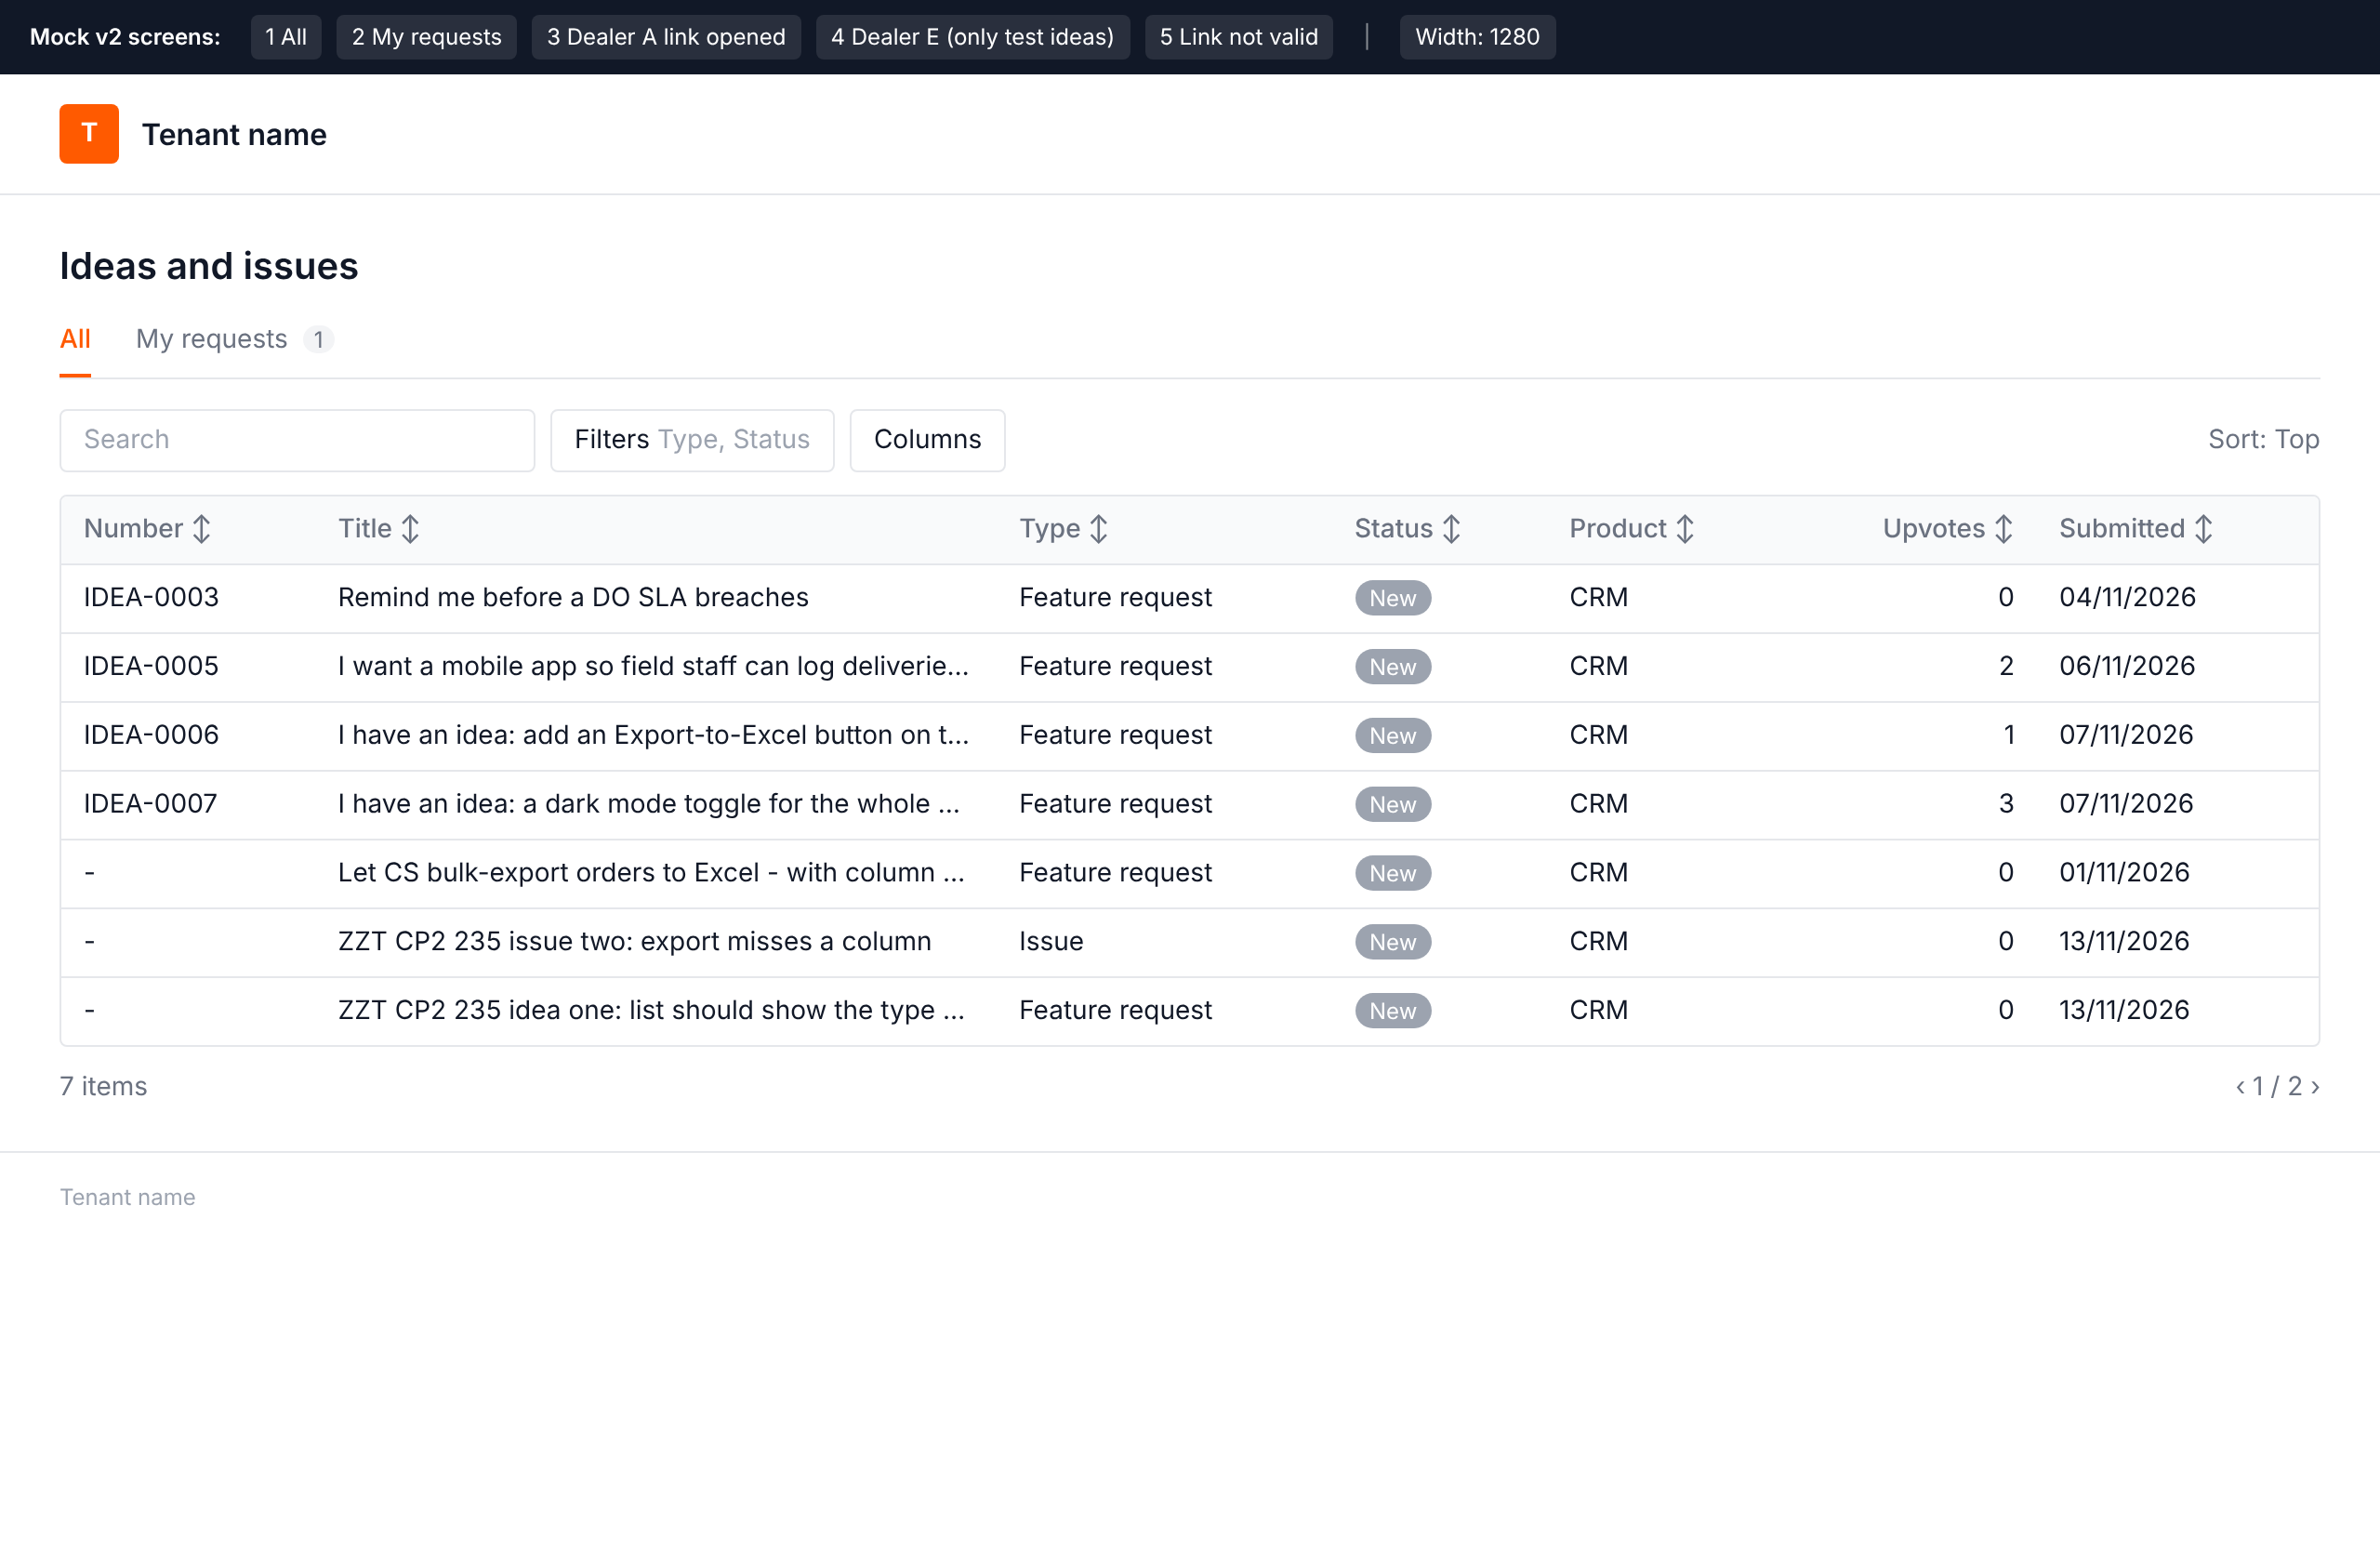 Mock v2 screens: 1 All 2 My requests 3 Dealer A link opened 4 Dealer E (only test ideas) 5 Link not valid | Width: 1280
T Tenant name
Ideas and issues
All My requests 1
Search Filters Type, Status Columns Sort: Top
Number Title Type Status Product Upvotes Submitted
IDEA-0003 Remind me before a DO SLA breaches Feature request New CRM 0 04/11/2026
IDEA-0005 I want a mobile app so field staff can log deliverie... Feature request New CRM 2 06/11/2026
IDEA-0006 I have an idea: add an Export-to-Excel button on t... Feature request New CRM 1 07/11/2026
IDEA-0007 I have an idea: a dark mode toggle for the whole ... Feature request New CRM 3 07/11/2026
- Let CS bulk-export orders to Excel - with column ... Feature request New CRM 0 01/11/2026
- ZZT CP2 235 issue two: export misses a column Issue New CRM 0 13/11/2026
- ZZT CP2 235 idea one: list should show the type ... Feature request New CRM 0 13/11/2026
7 items ‹ 1 / 2 ›
Tenant name